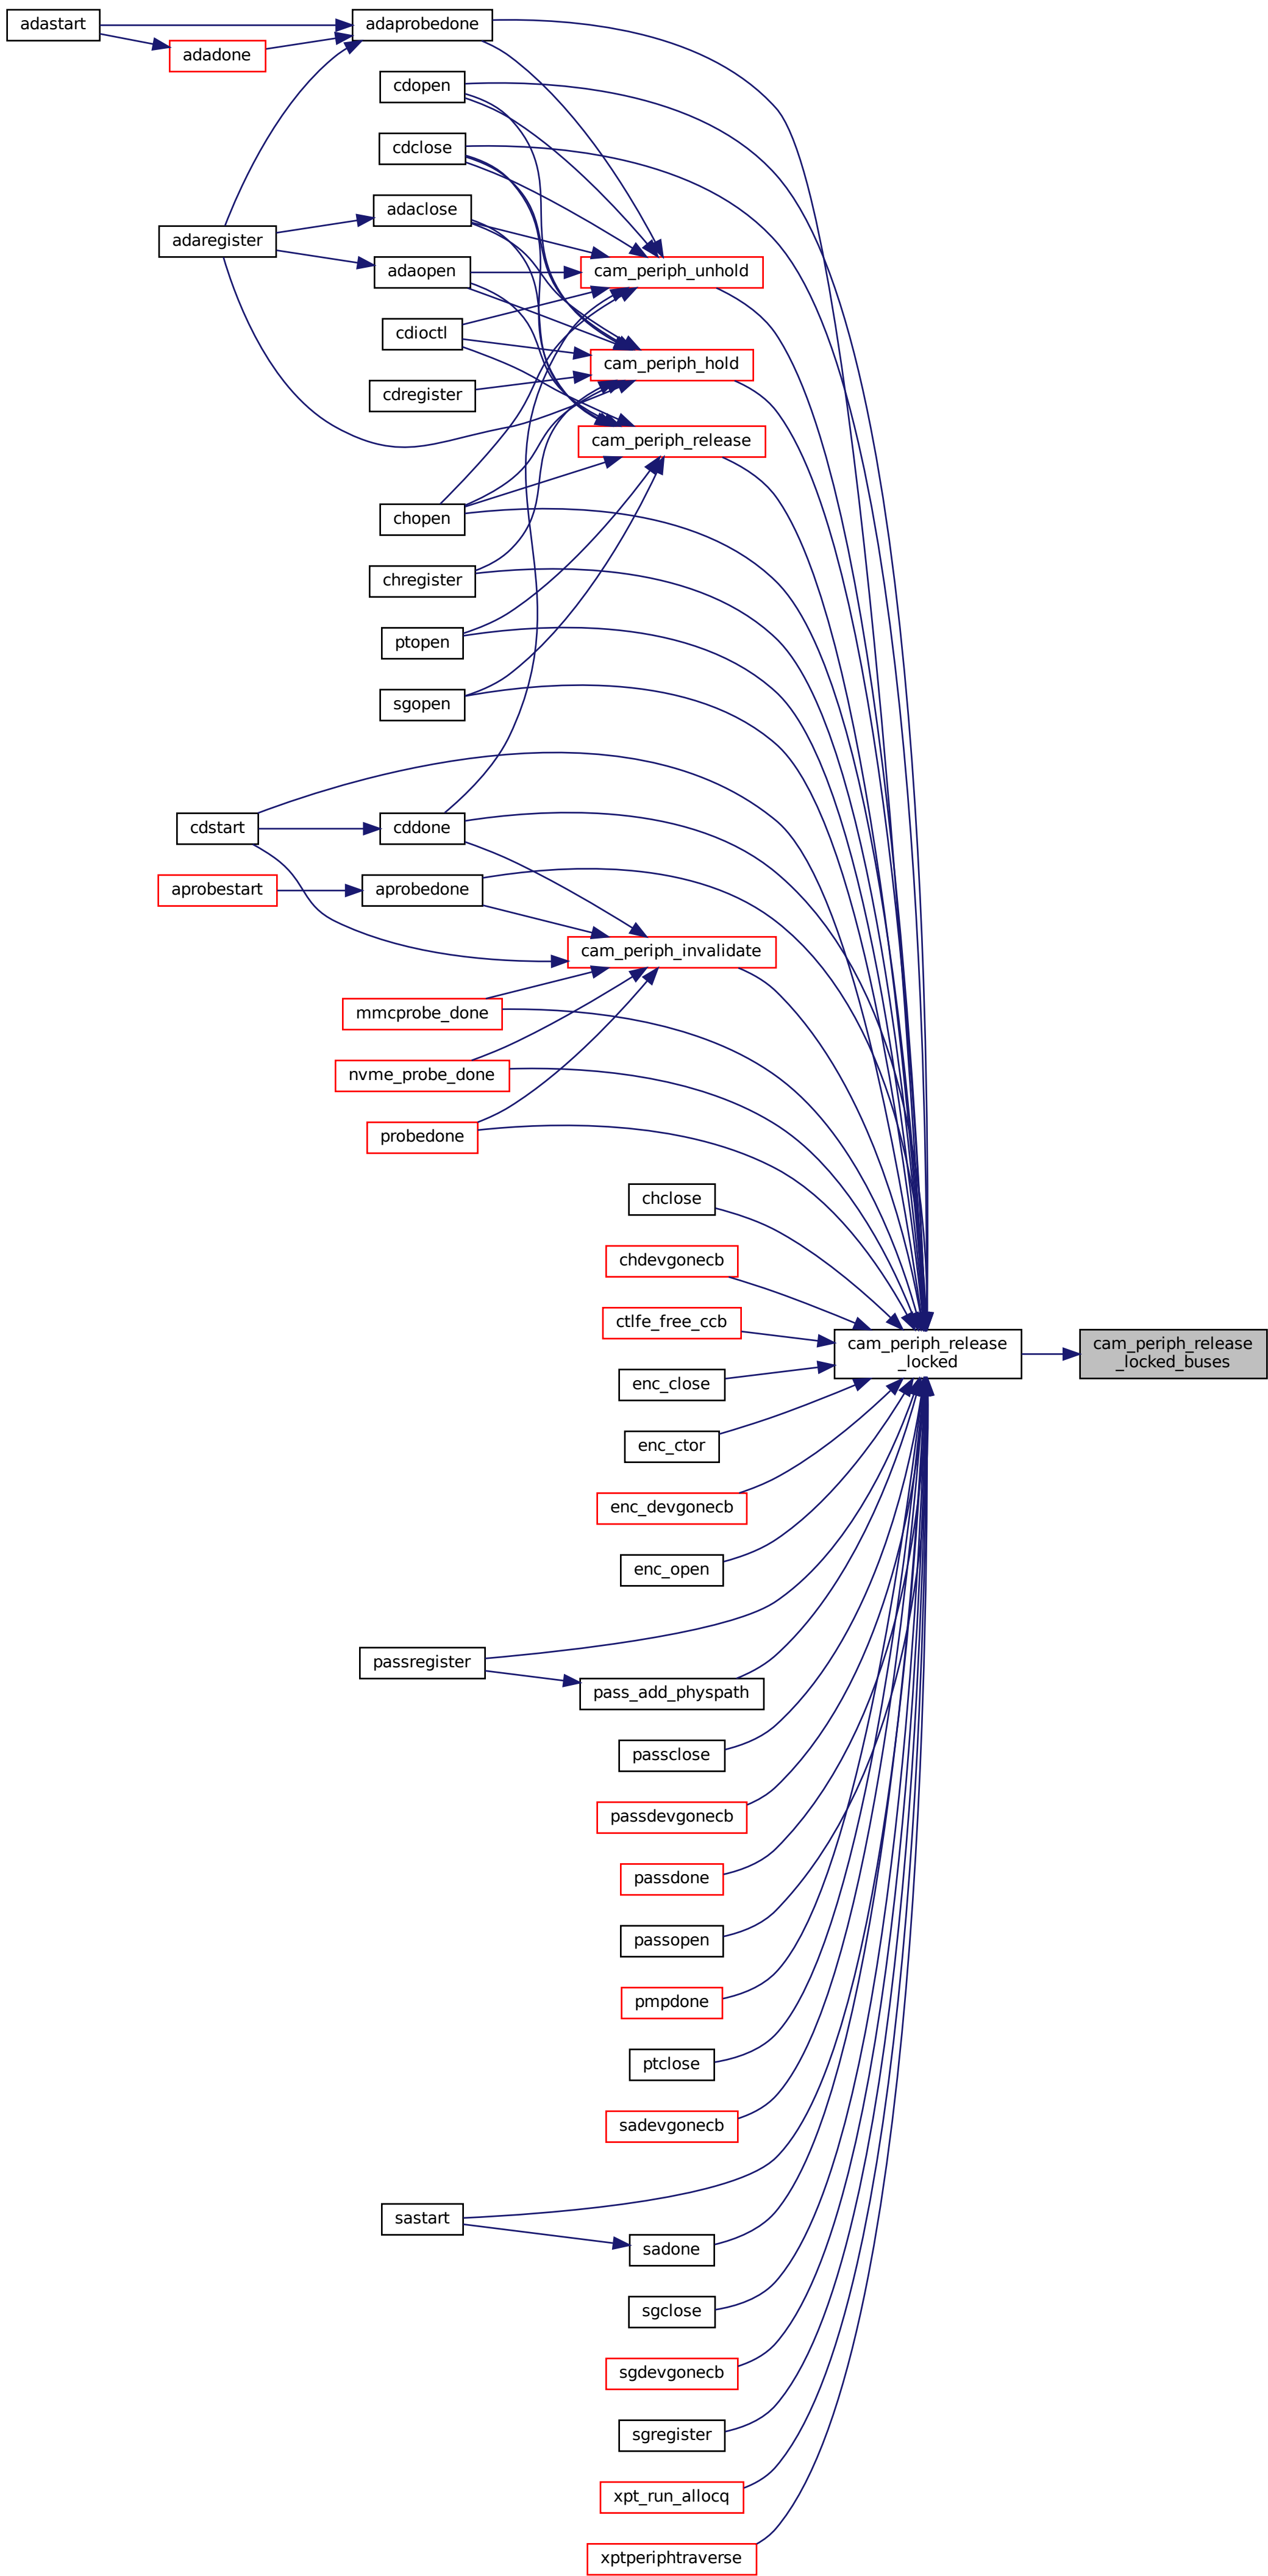 adastart
adaprobedone
adadone
cdopen
cdclose
adaclose
adaregister
adaopen
cam_periph_unhold
cdioctl
cam_periph_hold
cdregister
cam_periph_release
chopen
chregister
ptopen
sgopen
cdstart
cddone
aprobestart
aprobedone
cam_periph_invalidate
mmcprobe_done
nvme_probe_done
probedone
chclose
chdevgonecb
ctlfe_free_ccb
cam_periph_release
_locked
cam_periph_release
_locked_buses
enc_close
enc_ctor
enc_devgonecb
enc_open
passregister
pass_add_physpath
passclose
passdevgonecb
passdone
passopen
pmpdone
ptclose
sadevgonecb
sastart
sadone
sgclose
sgdevgonecb
sgregister
xpt_run_allocq
xptperiphtraverse